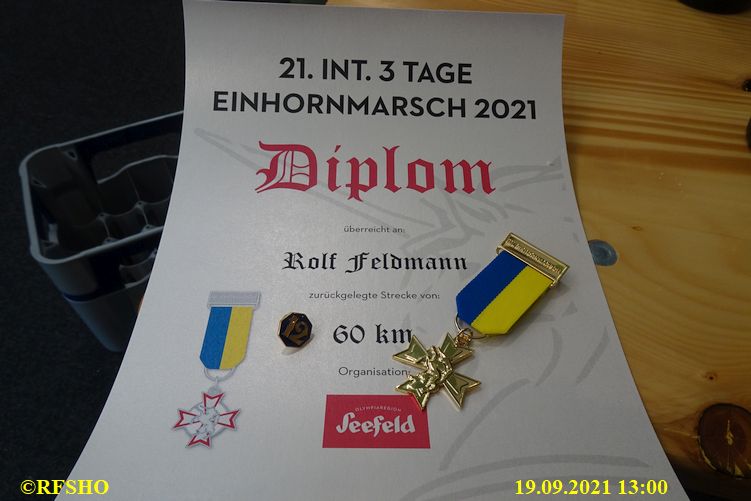 21. INT. 3 TAGE
EINHORNMARSCH 2021
Diplom
überreicht an:
Rolf Feldmann
zurückgelegte Strecke von:
12
60 km
Organisation:
OLYMPIAREGION
Seefeld
©RFSHO
19.09.2021 13:00